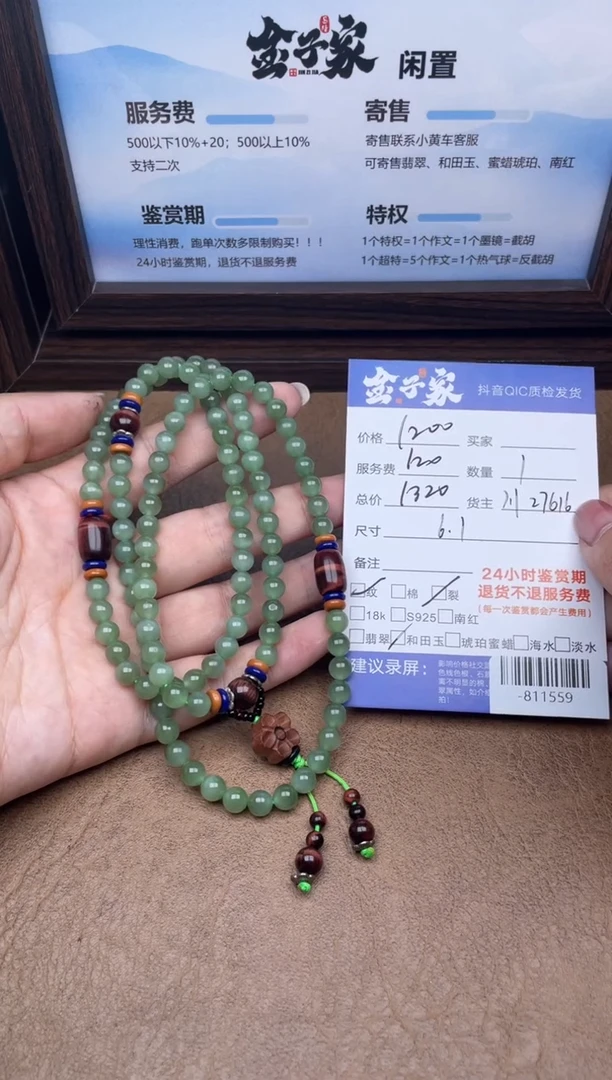 金子家 闲置
服务费
500以下10%+20；500以上10%
支持二次
寄售
寄售联系小黄车客服
可寄售翡翠、和田玉、蜜蜡琥珀、南红
鉴赏期
理性消费，跑单次数多限制购买！！！
24小时鉴赏期，退货不退服务费
特权
1个特权=1个作文=1个墨镜=截胡
1个超特=5个作文=1个热气球=反截胡
金子家 抖音QIC质检发货
价格 1200 买家
服务费 120 数量 1
总价 1320 货主 27616
尺寸 6.1
备注
24小时鉴赏期
退货不退服务费
(每一次鉴赏都会产生费用)
纹 棉 裂
18k S925 南红
翡翠 和田玉 琥珀蜜蜡 海水 淡水
建议录屏：
-811559